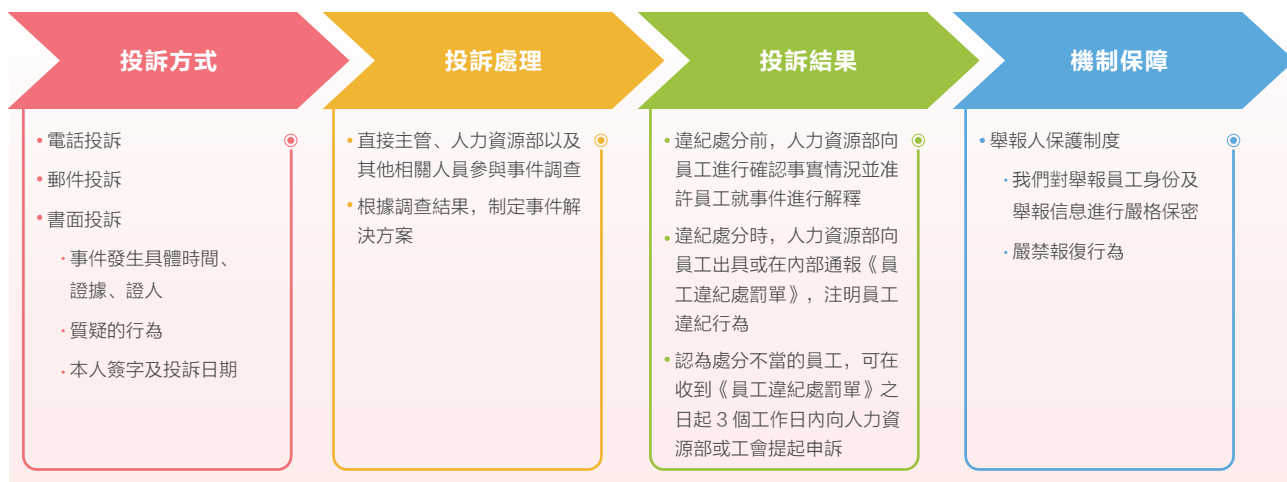 投訴方式
電話投訴
郵件投訴
書面投訴
事件發生具體時間、
證據、證人
質疑的行為
本人簽字及投訴日期
投訴處理
直接主管、人力資源部以及
其他相關人員參與事件調查
根據調查結果，制定事件解
決方案
投訴結果
違紀處分前，人力資源部向
員工進行確認事實情況並准
許員工就事件進行解釋
違紀處分時，人力資源部向
員工出具或在內部通報《員
工違紀處罰單》，注明員工
違紀行為
認為處分不當的員工，可在
收到《員工違紀處罰單》之
日起 3 個工作日內向人力資
源部或工會提起申訴
機制保障
舉報人保護制度
我們對舉報員工身份及
舉報信息進行嚴格保密
嚴禁報復行為